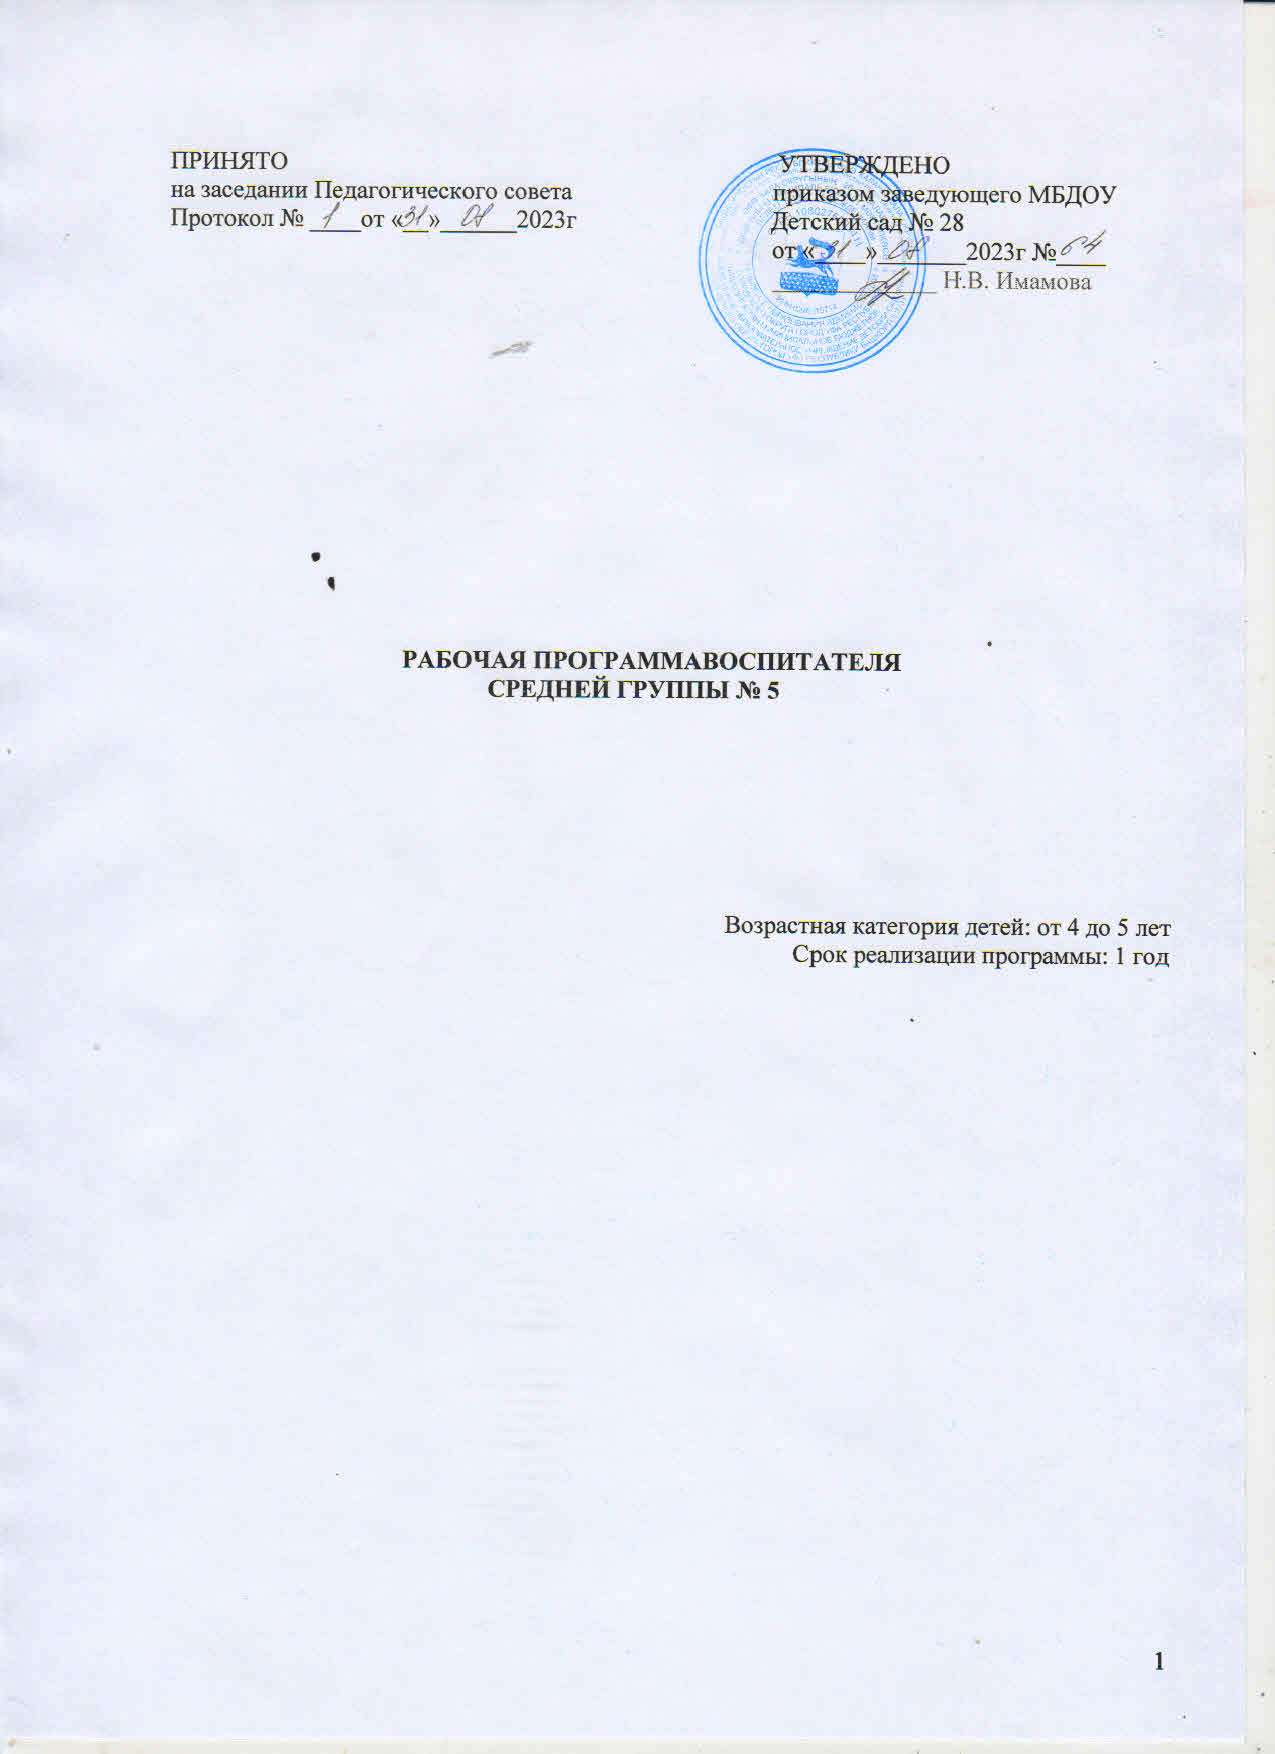 ПРИНЯТО
на заседании Педагогического совета
Протокол № 1 от «31» 08 2023г
УТВЕРЖДЕНО
приказом заведующего МБДОУ
Детский сад № 28
от «31» 08 2023г № 64
Н.В. Имамова
РАБОЧАЯ ПРОГРАММАВОСПИТАТЕЛЯ
СРЕДНЕЙ ГРУППЫ № 5
Возрастная категория детей: от 4 до 5 лет
Срок реализации программы: 1 год
1